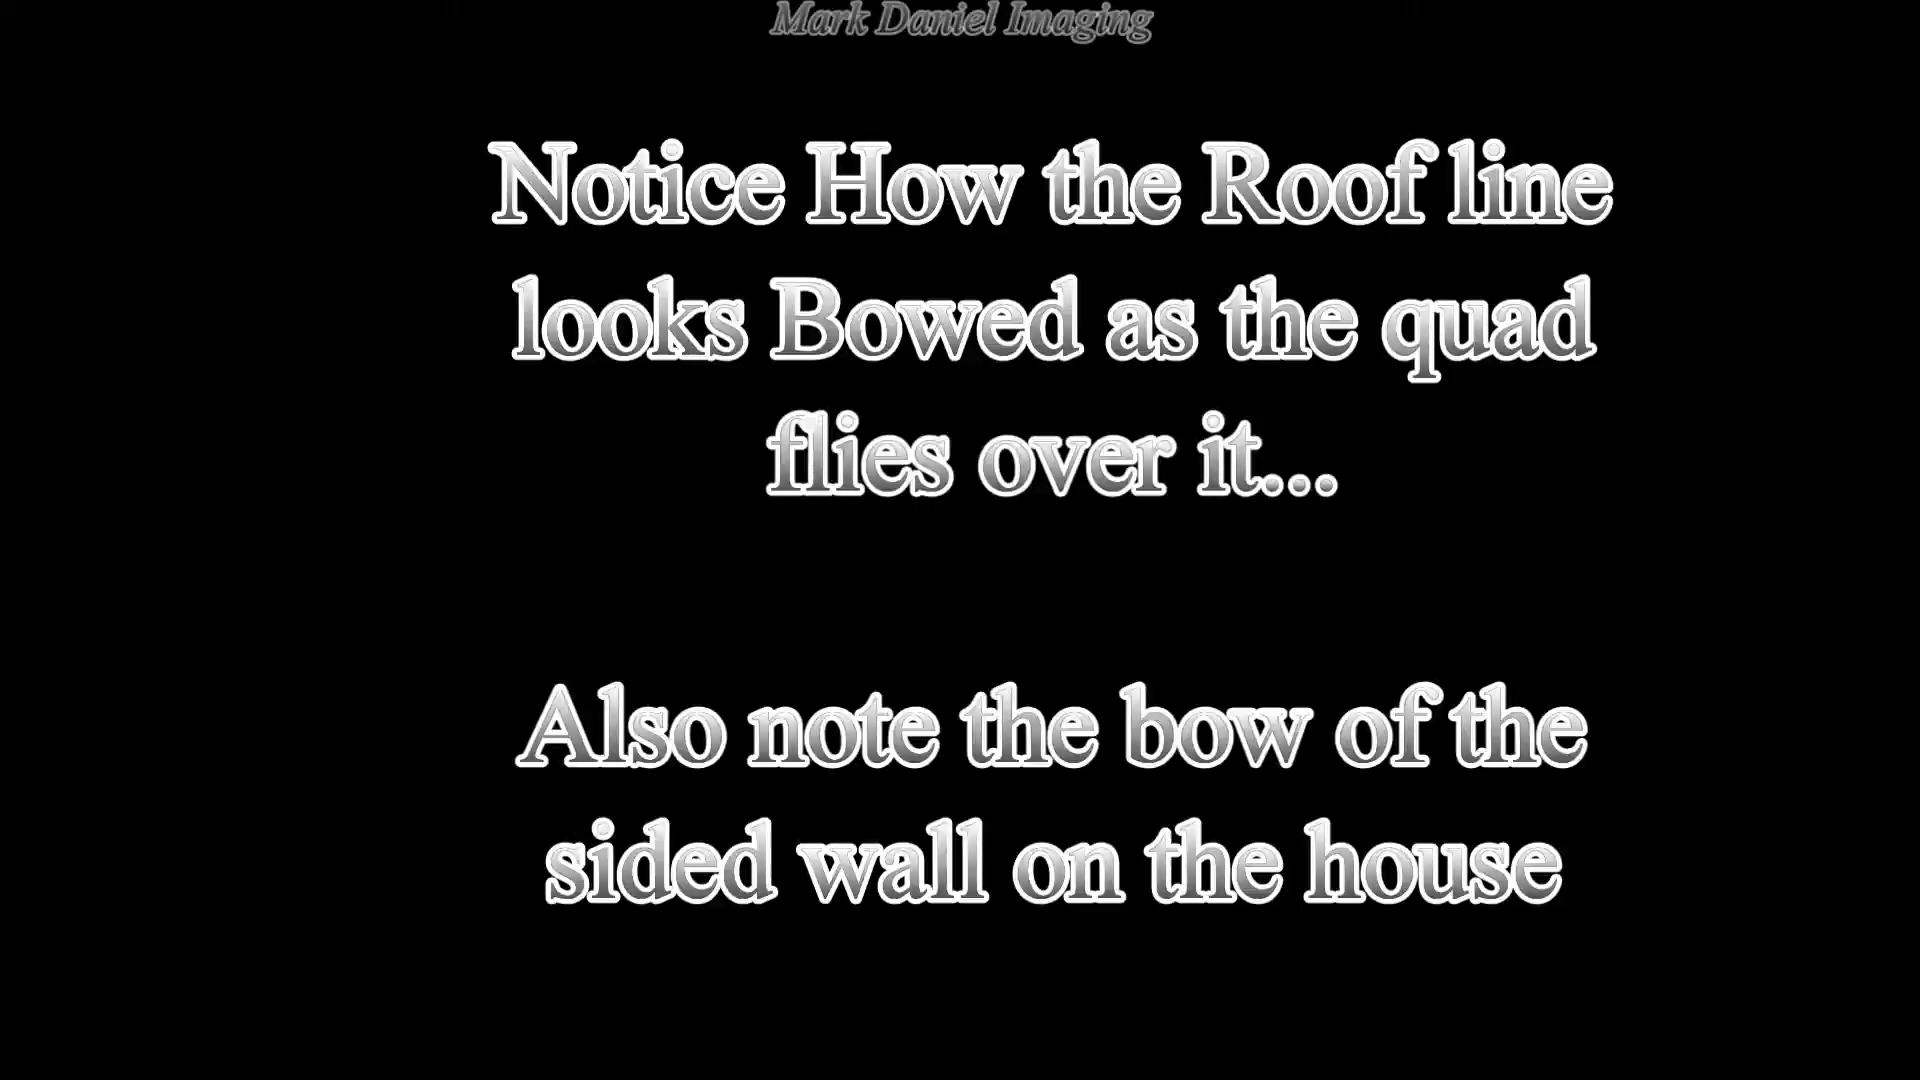 Mark Daniel Imaging
Notice How the Roof line
looks Bowed as the quad
flies over it...
Also note the bow of the
sided wall on the house